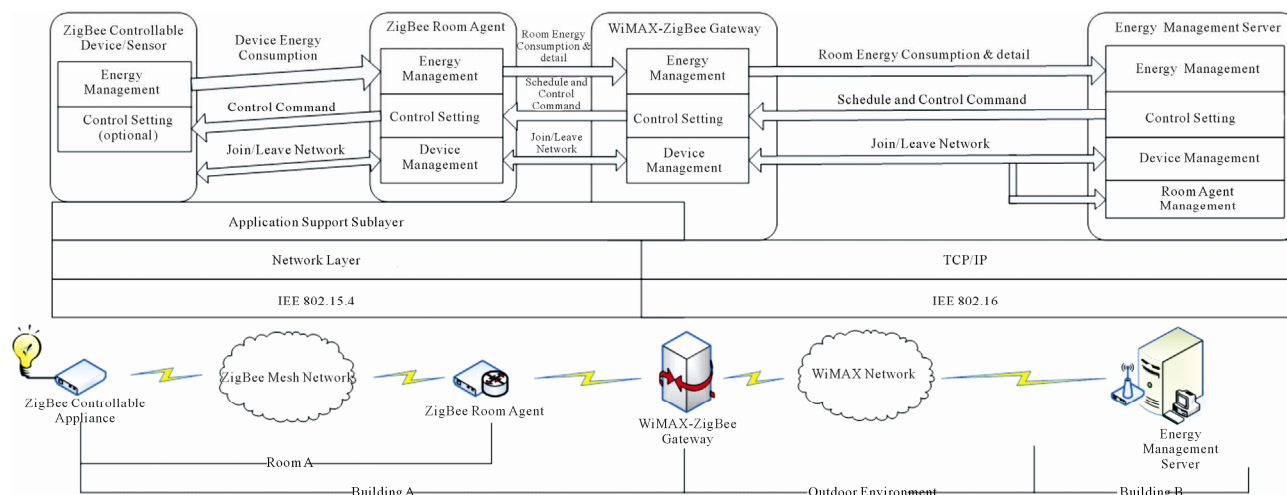 ZigBee Controllable
Device/Sensor
Energy
Management
Control Setting
(optional)
Device Energy
Consumption
Control Command
Join/Leave Network
ZigBee Room Agent
Energy
Management
Control Setting
Device
Management
Room Energy
Consumption &
detail
Schedule and
Control
Command
Join/Leave
Network
WiMAX-ZigBee Gateway
Energy
Management
Control Setting
Device
Management
Room Energy Consumption & detail
Schedule and Control Command
Join/Leave Network
Energy Management Server
Energy Management
Control Setting
Device Management
Room Agent
Management
Application Support Sublayer
Network Layer
TCP/IP
IEE 802.15.4
IEE 802.16
ZigBee Controllable
Appliance
ZigBee Mesh Network
ZigBee Room Agent
WiMAX-ZigBee
Gateway
WiMAX Network
Energy
Management
Server
Room A
Building A
Outdoor Environment
Building B